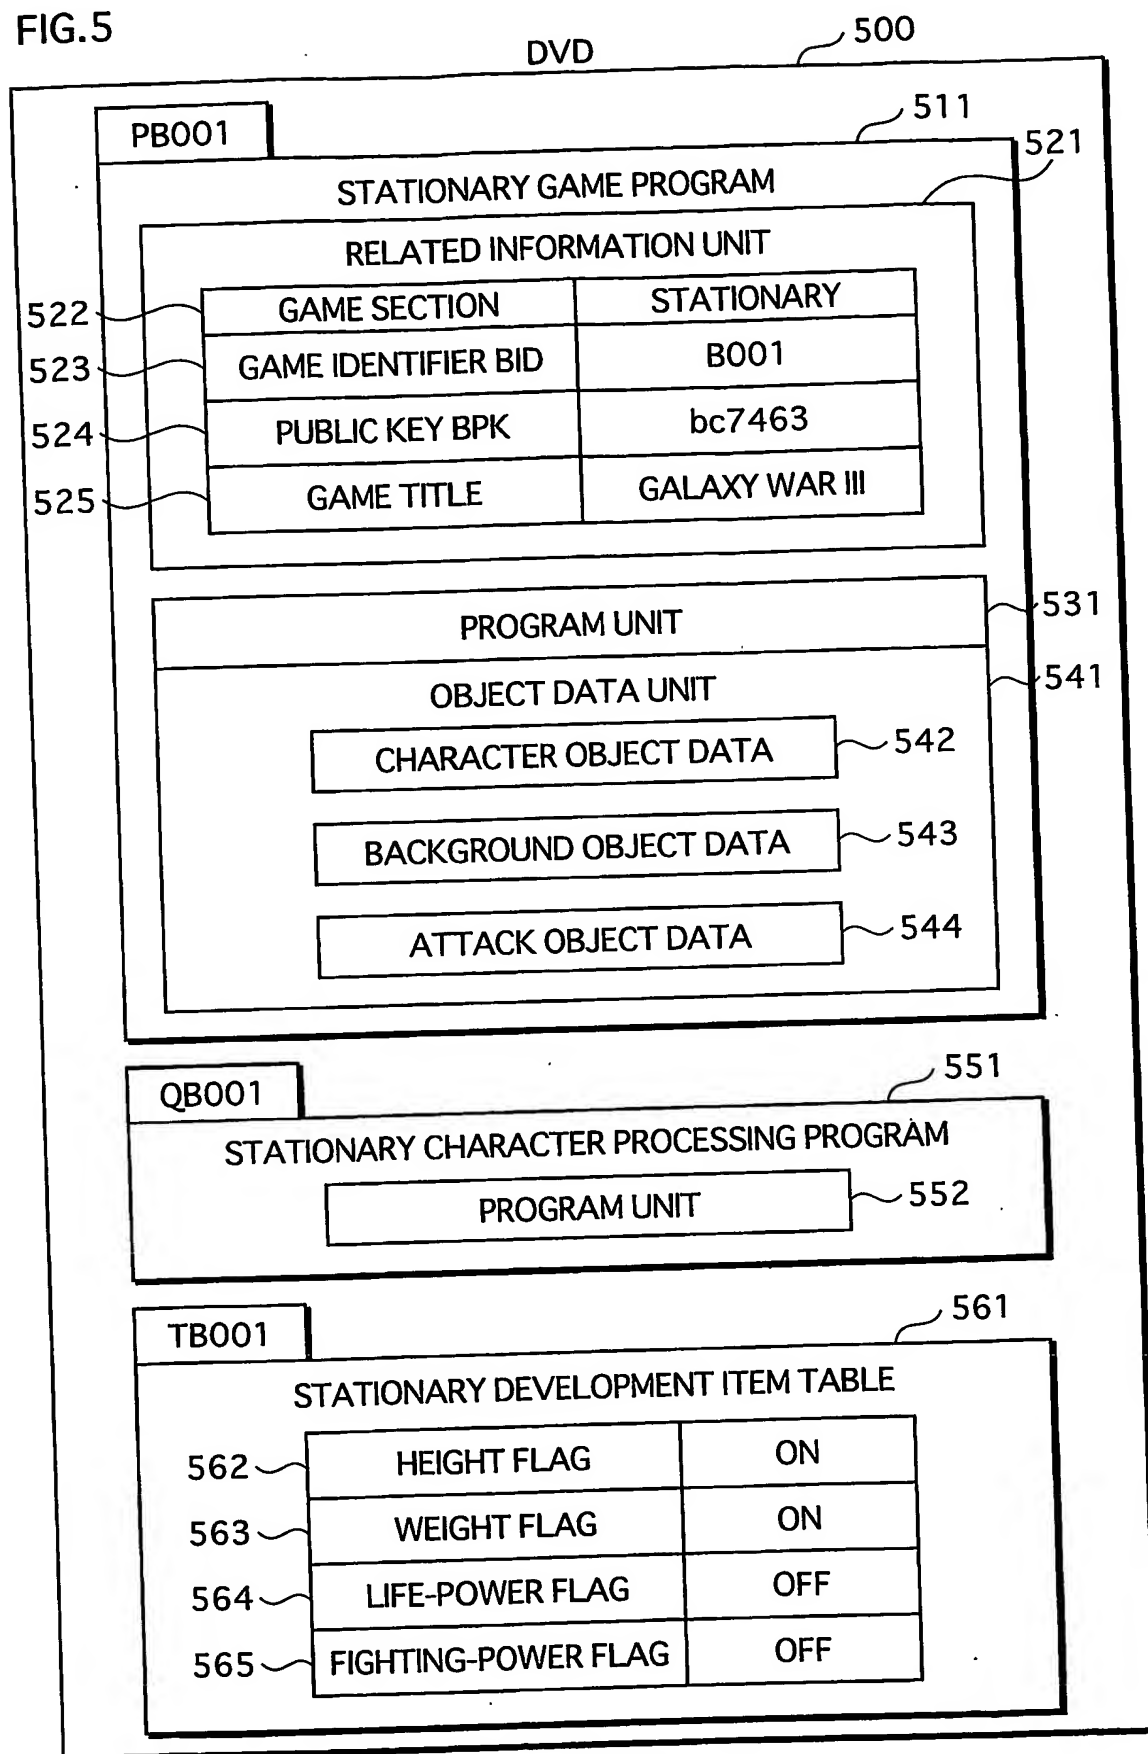 FIG.5
DVD
500
PB001
511
STATIONARY GAME PROGRAM
521
RELATED INFORMATION UNIT
522 GAME SECTION STATIONARY
523 GAME IDENTIFIER BID B001
524 PUBLIC KEY BPK bc7463
525 GAME TITLE GALAXY WAR III
PROGRAM UNIT 531
OBJECT DATA UNIT 541
CHARACTER OBJECT DATA 542
BACKGROUND OBJECT DATA 543
ATTACK OBJECT DATA 544
QB001
551
STATIONARY CHARACTER PROCESSING PROGRAM
PROGRAM UNIT 552
TB001
561
STATIONARY DEVELOPMENT ITEM TABLE
562 HEIGHT FLAG ON
563 WEIGHT FLAG ON
564 LIFE-POWER FLAG OFF
565 FIGHTING-POWER FLAG OFF